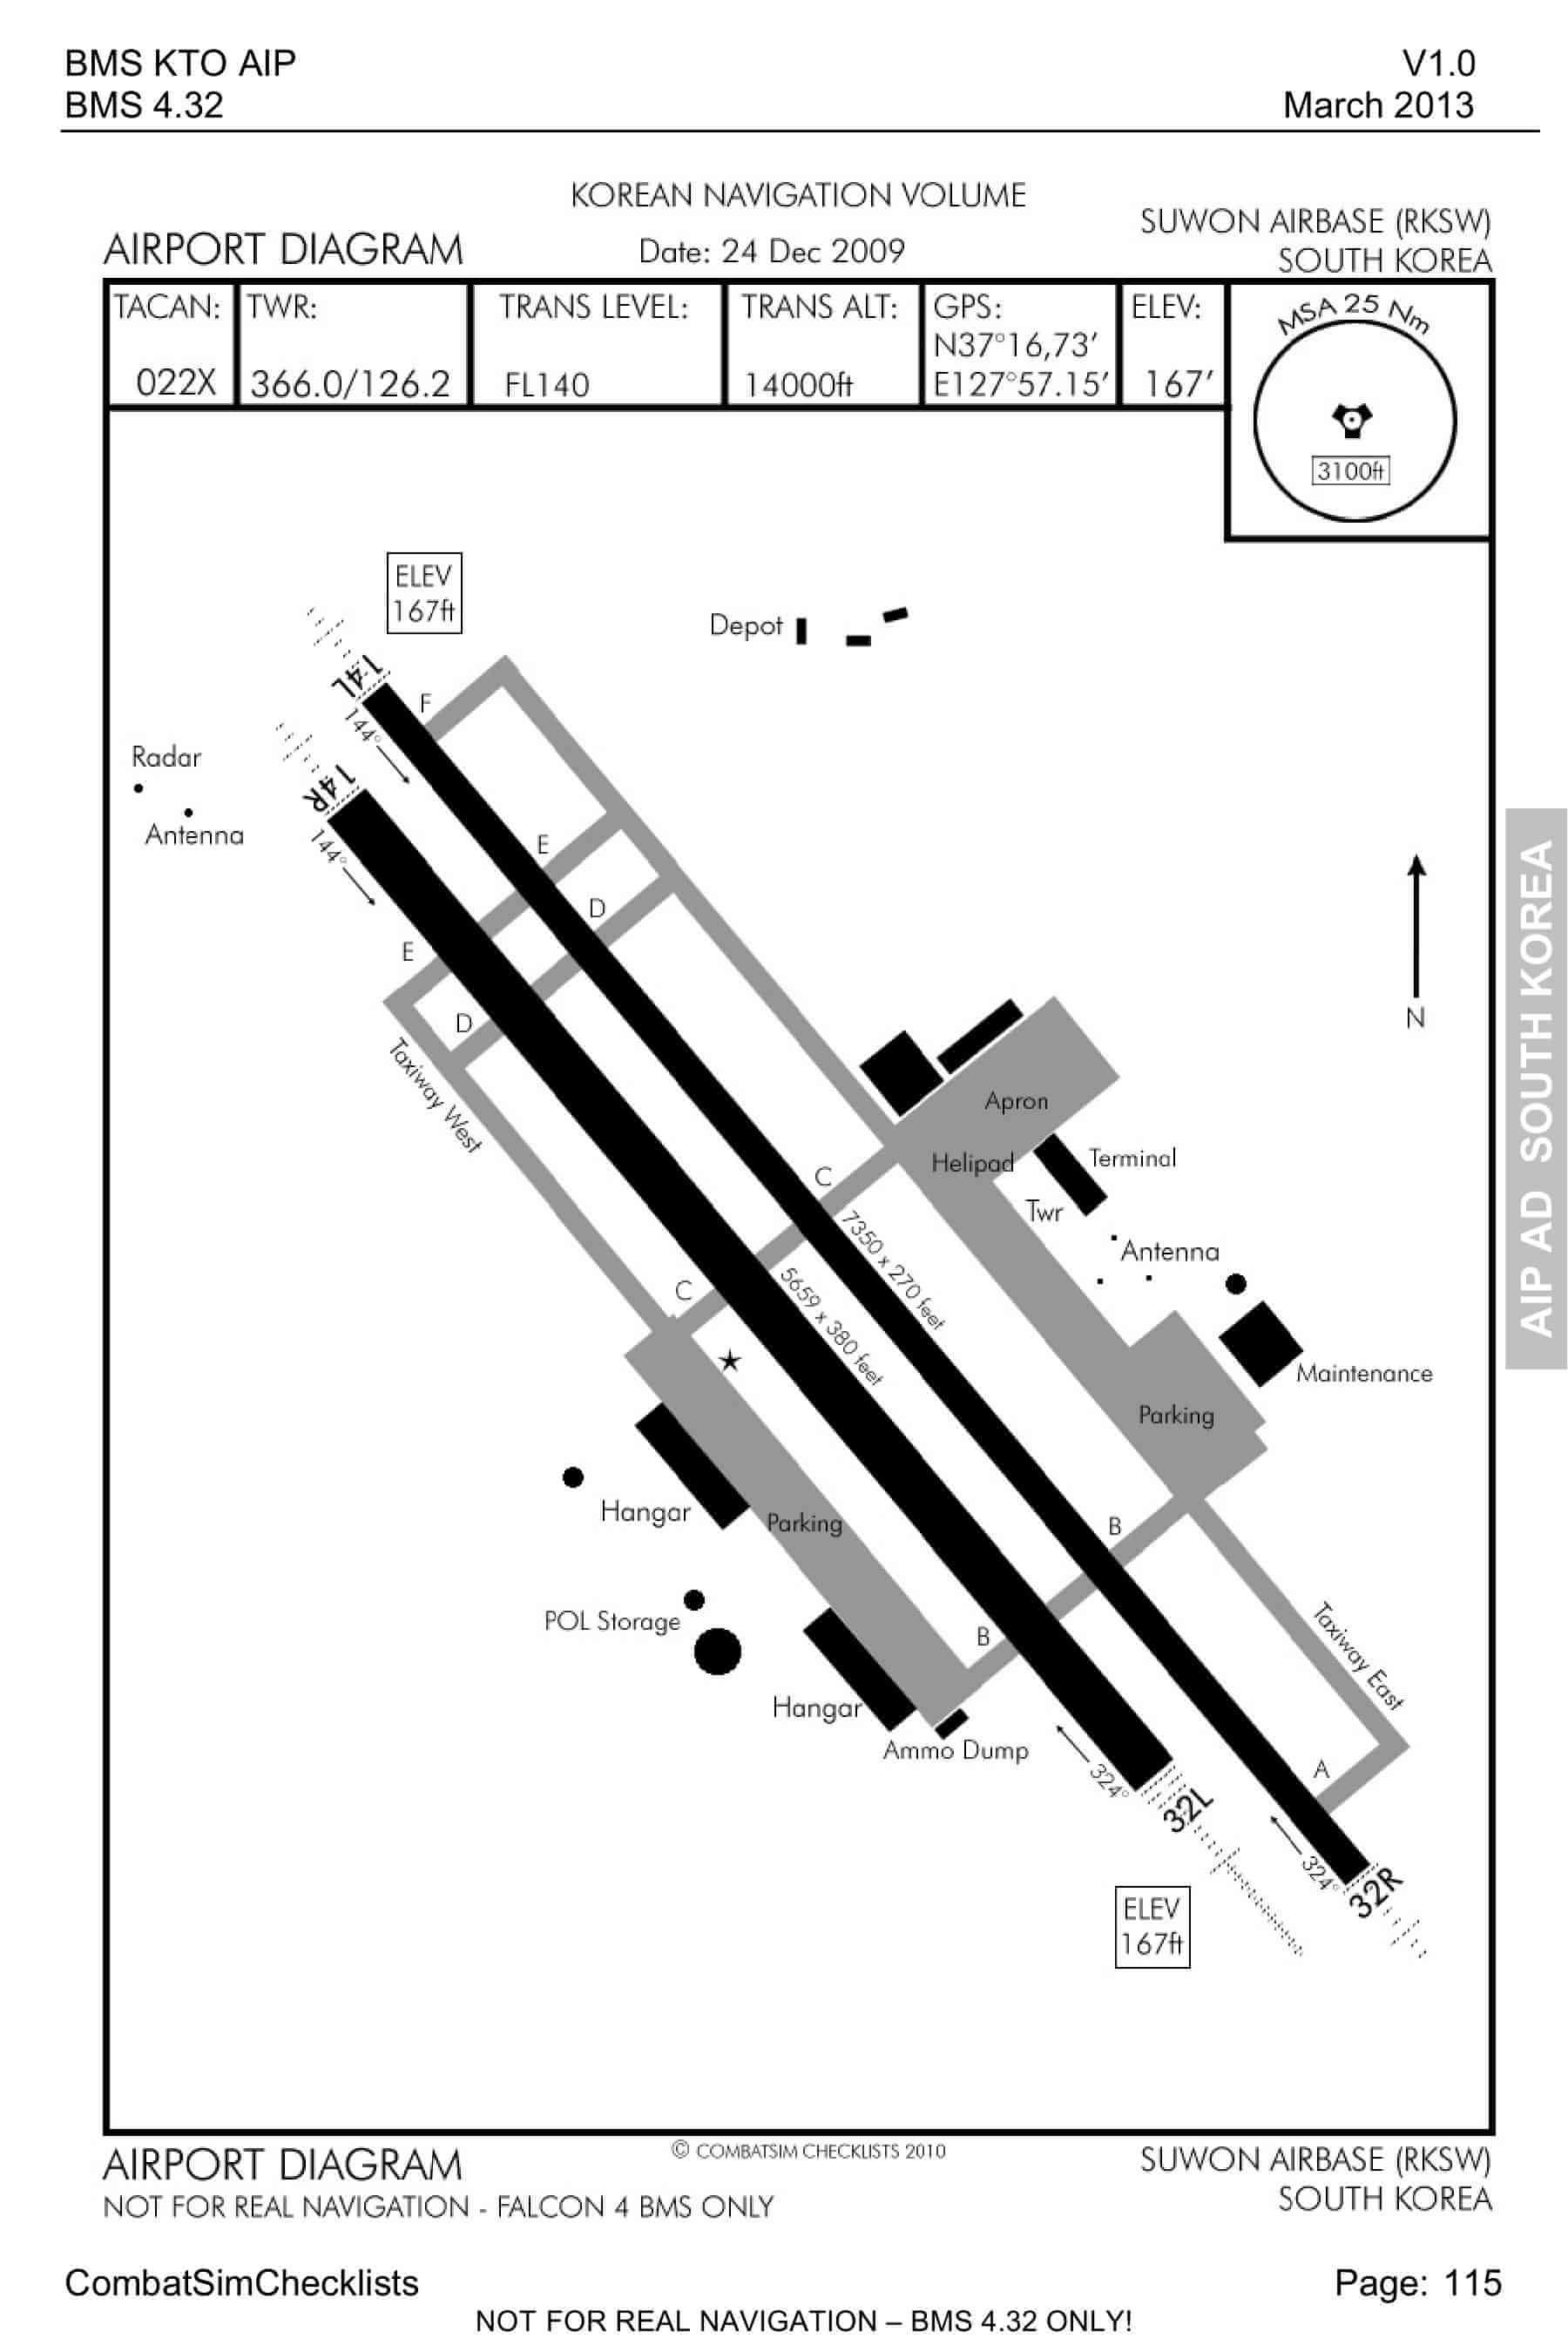 BMS KTO AIP
V1.0
BMS 4.32
March 2013
KOREAN NAVIGATION VOLUME
AIRPORT DIAGRAM
Date: 24 Dec 2009
SUWON AIRBASE (RKSW)
SOUTH KOREA
TACAN:
022X
TWR:
366.0/126.2
TRANS LEVEL:
FL140
TRANS ALT:
14000ft
GPS:
N37°16,73′
E127°57.15′
ELEV:
167′
MSA 25 Nm
3100ft
ELEV
167ft
Depot
14L
144°
F
Radar
Antenna
14R
144°
E
D
E
D
Taxiway West
N
AIP AD SOUTH KOREA
Apron
Helipad
Terminal
Twr
C
Antenna
7350 x 270 feet
C
5659 x 380 feet
Maintenance
Parking
Hangar
Parking
B
POL Storage
B
Taxiway East
Hangar
Ammo Dump
A
324°
32L
324°
32R
ELEV
167ft
AIRPORT DIAGRAM
© COMBATSIM CHECKLISTS 2010
SUWON AIRBASE (RKSW)
NOT FOR REAL NAVIGATION - FALCON 4 BMS ONLY
SOUTH KOREA
CombatSimChecklists
Page: 115
NOT FOR REAL NAVIGATION – BMS 4.32 ONLY!